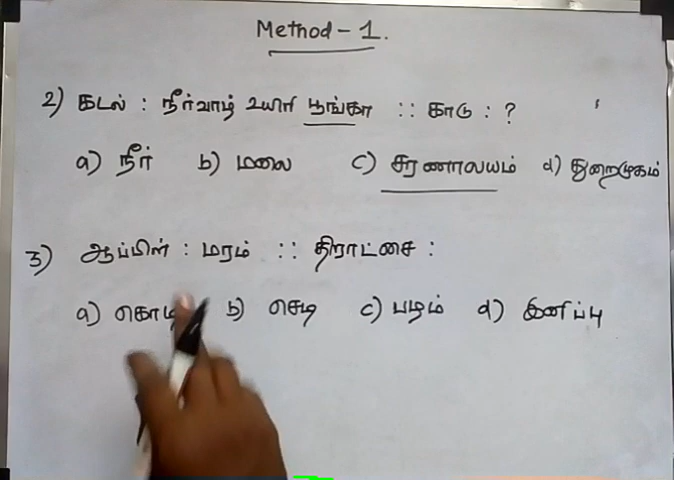 Method - 1.
2) கடல் : நீர்வாழ் உயிரி பூங்கா :: காடு : ?
a) நீர் b) மலை c) சரணாலயம் d) துறைமுகம்
3) ஆப்பிள் : மரம் :: திராட்சை :
a) கொடி b) செடி c) பழம் d) இனிப்பு